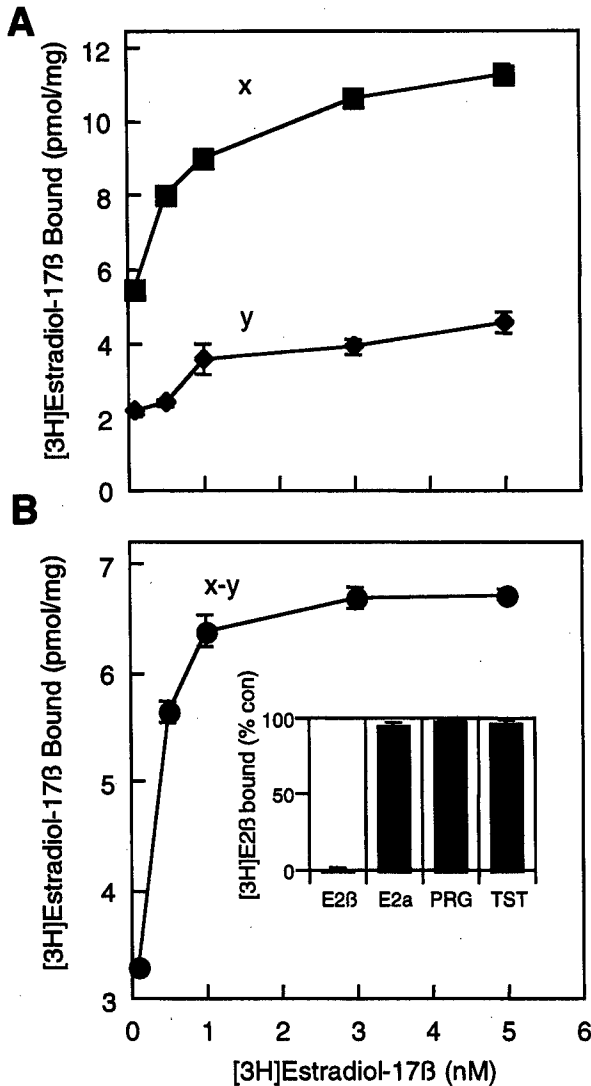 A
[3H]Estradiol-17ß Bound (pmol/mg)
12
10
8
6
4
2
0
x
y
B
[3H]Estradiol-17ß Bound (pmol/mg)
7
6
5
4
3
x-y
[3H]E2ß bound (% con)
100
50
0
E2ß E2a PRG TST
0 1 2 3 4 5 6
[3H]Estradiol-17ß (nM)